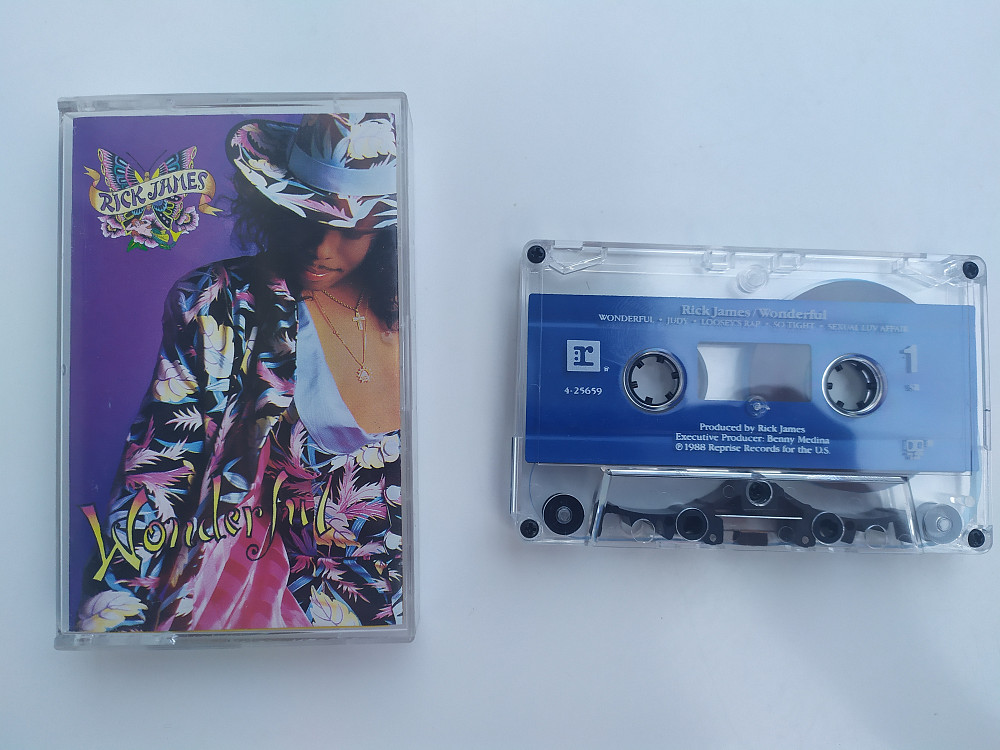 RICK JAMES
Wonderful
Rick James/Wonderful
WONDERFUL • JUDY • LOOSEY'S RAP • SO TIGHT • SEXUAL LUV AFFAIR
r
1
4-25659
Produced by Rick James
Executive Producer: Benny Medina
℗1988 Reprise Records for the U.S.